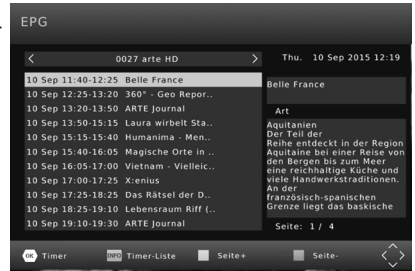 EPG
< 0027 arte HD >
Thu. 10 Sep 2015 12:19
10 Sep 11:40-12:25 Belle France
10 Sep 12:25-13:20 360° - Geo Repor..
10 Sep 13:20-13:50 ARTE Journal
10 Sep 13:50-15:15 Laura wirbelt Sta..
10 Sep 15:15-15:40 Humanima - Men..
10 Sep 15:40-16:05 Magische Orte in ..
10 Sep 16:05-17:00 Vietnam - Vielleic..
10 Sep 17:00-17:25 X:enius
10 Sep 17:25-18:25 Das Rätsel der D..
10 Sep 18:25-19:10 Lebensraum Riff (..
10 Sep 19:10-19:30 ARTE Journal
Belle France
Art
Aquitanien
Der Teil der
Reihe entdeckt in der Region
Aquitaine bei einer Reise von
den Bergen bis zum Meer
eine reichhaltige Küche und
viele Handwerkstraditionen.
An der
französisch-spanischen
Grenze liegt das baskische
Seite: 1/ 4
OK Timer INFO Timer-Liste Seite+ Seite-